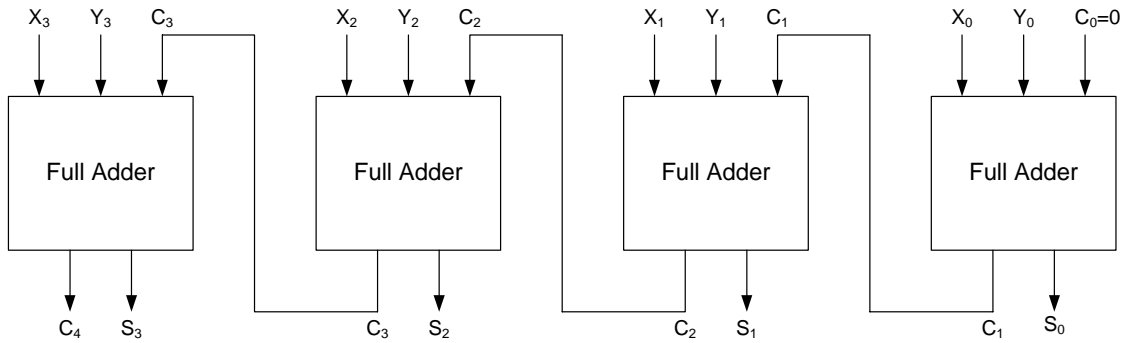 X₃ Y₃ C₃ X₂ Y₂ C₂ X₁ Y₁ C₁ X₀ Y₀ C₀=0
Full Adder Full Adder Full Adder Full Adder
C₄ S₃ C₃ S₂ C₂ S₁ C₁ S₀